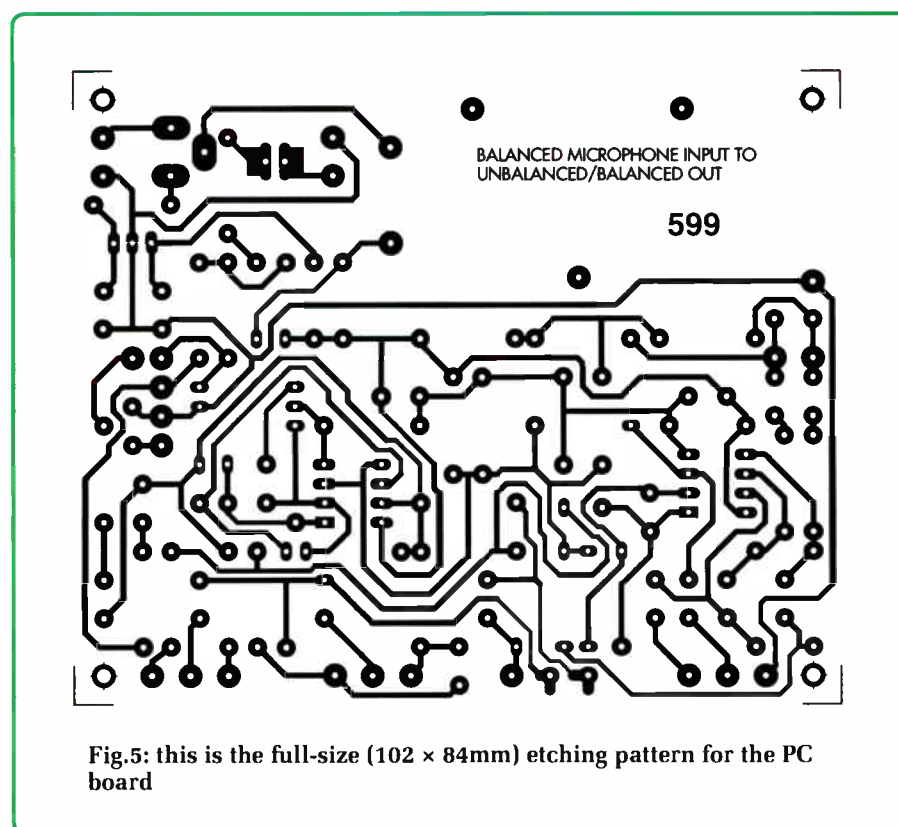 BALANCED MICROPHONE INPUT TO
UNBALANCED/BALANCED OUT
599
Fig.5: this is the full-size (102 × 84mm) etching pattern for the PC
board